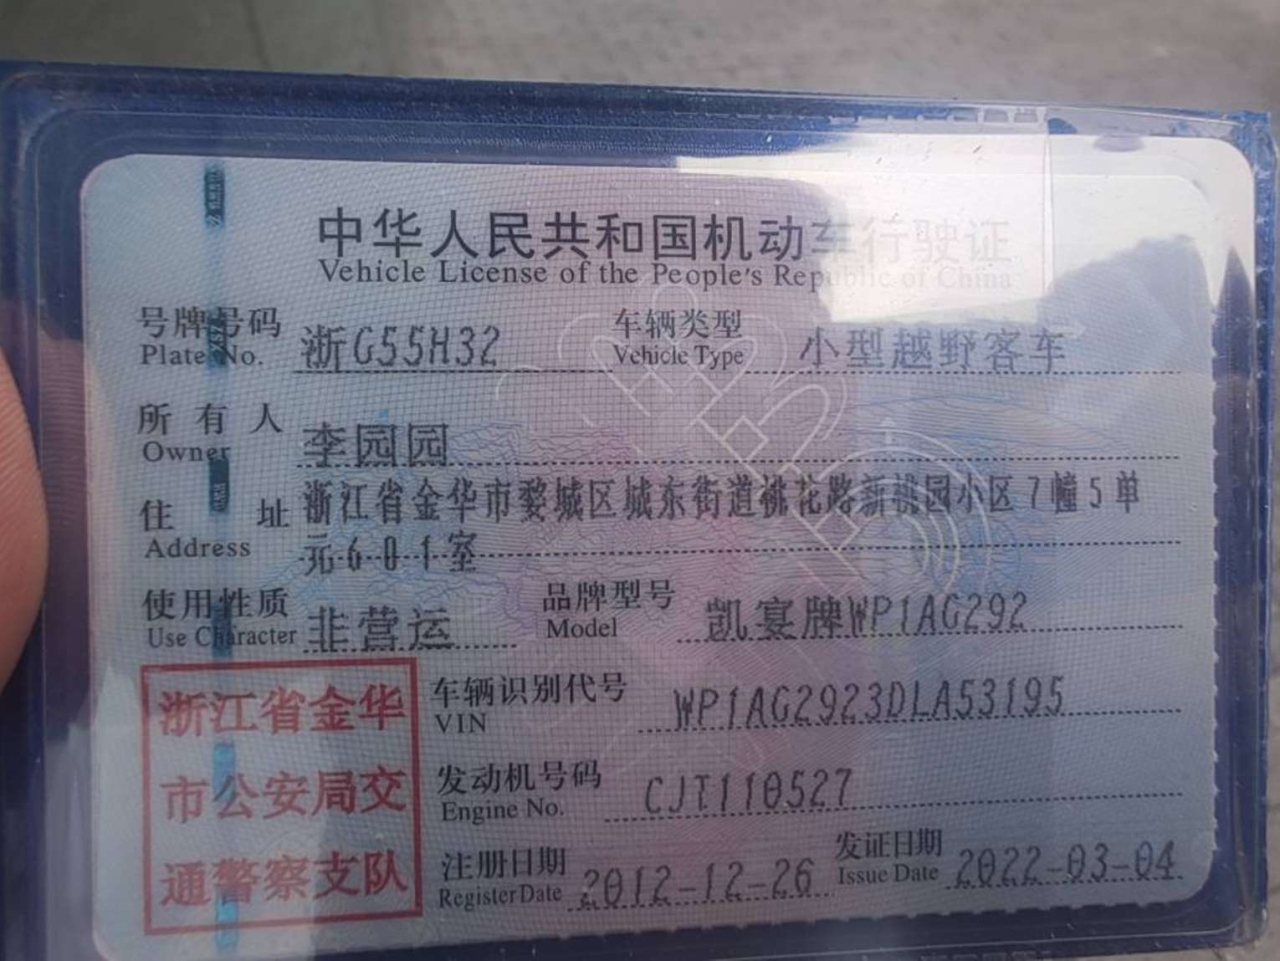 中华人民共和国机动车行驶证
Vehicle License of the People's Republic of China
号牌号码 浙G55H32 车辆类型 小型越野客车
Plate No. Vehicle Type
所有人 李园园
Owner
住址 浙江省金华市婺城区城东街道桃花路新桃园小区7幢5单
Address 元601室
使用性质 非营运 品牌型号 凯宴牌WP1AG292
Use Character Model
浙江省金华 车辆识别代号 WP1AG2923DLA53195
VIN
市公安局交 发动机号码 CJT110527
Engine No.
通警察支队 注册日期 2012-12-26 发证日期 2022-03-04
Register Date Issue Date